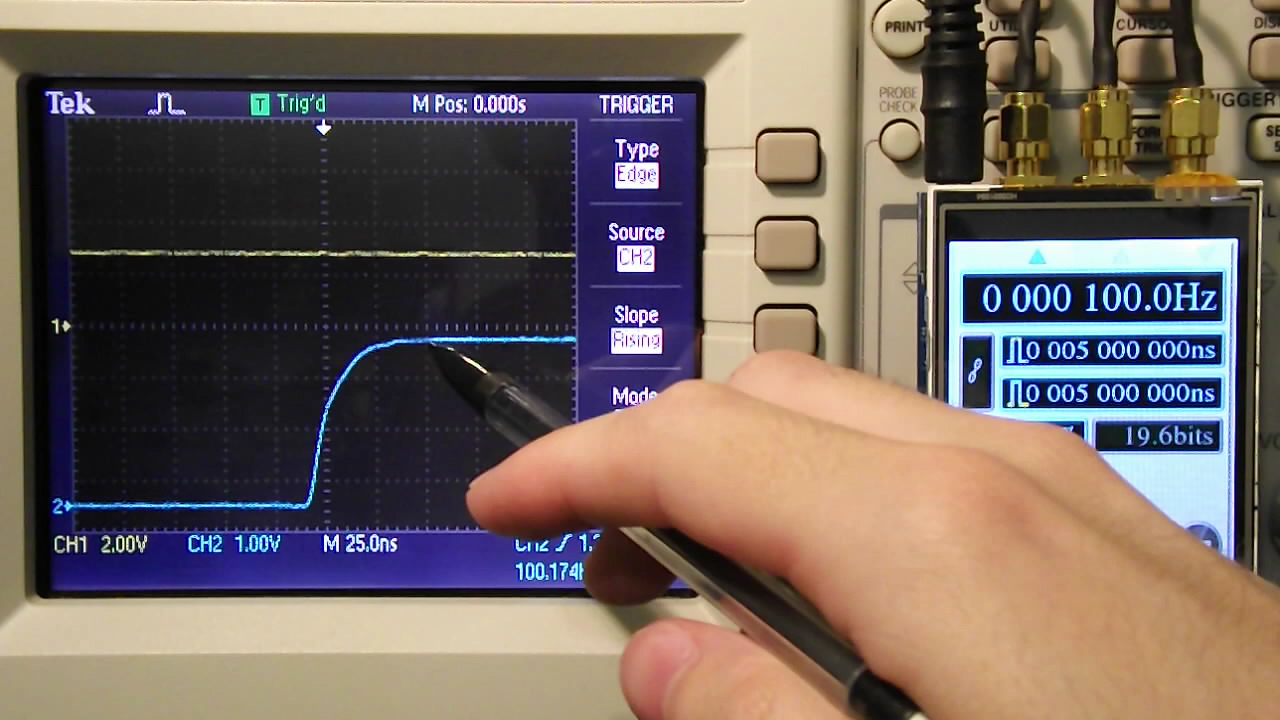 Tek
T Trig'd
M Pos: 0.000s
TRIGGER
Type
Edge
Source
CH2
Slope
Rising
Mode
1
2
CH1 2.00V
CH2 1.00V
M 25.0ns
CH2
100.174
PRINT
PROBE
CHECK
0 000 100.0Hz
0 005 000 000ns
0 005 000 000ns
19.6bits